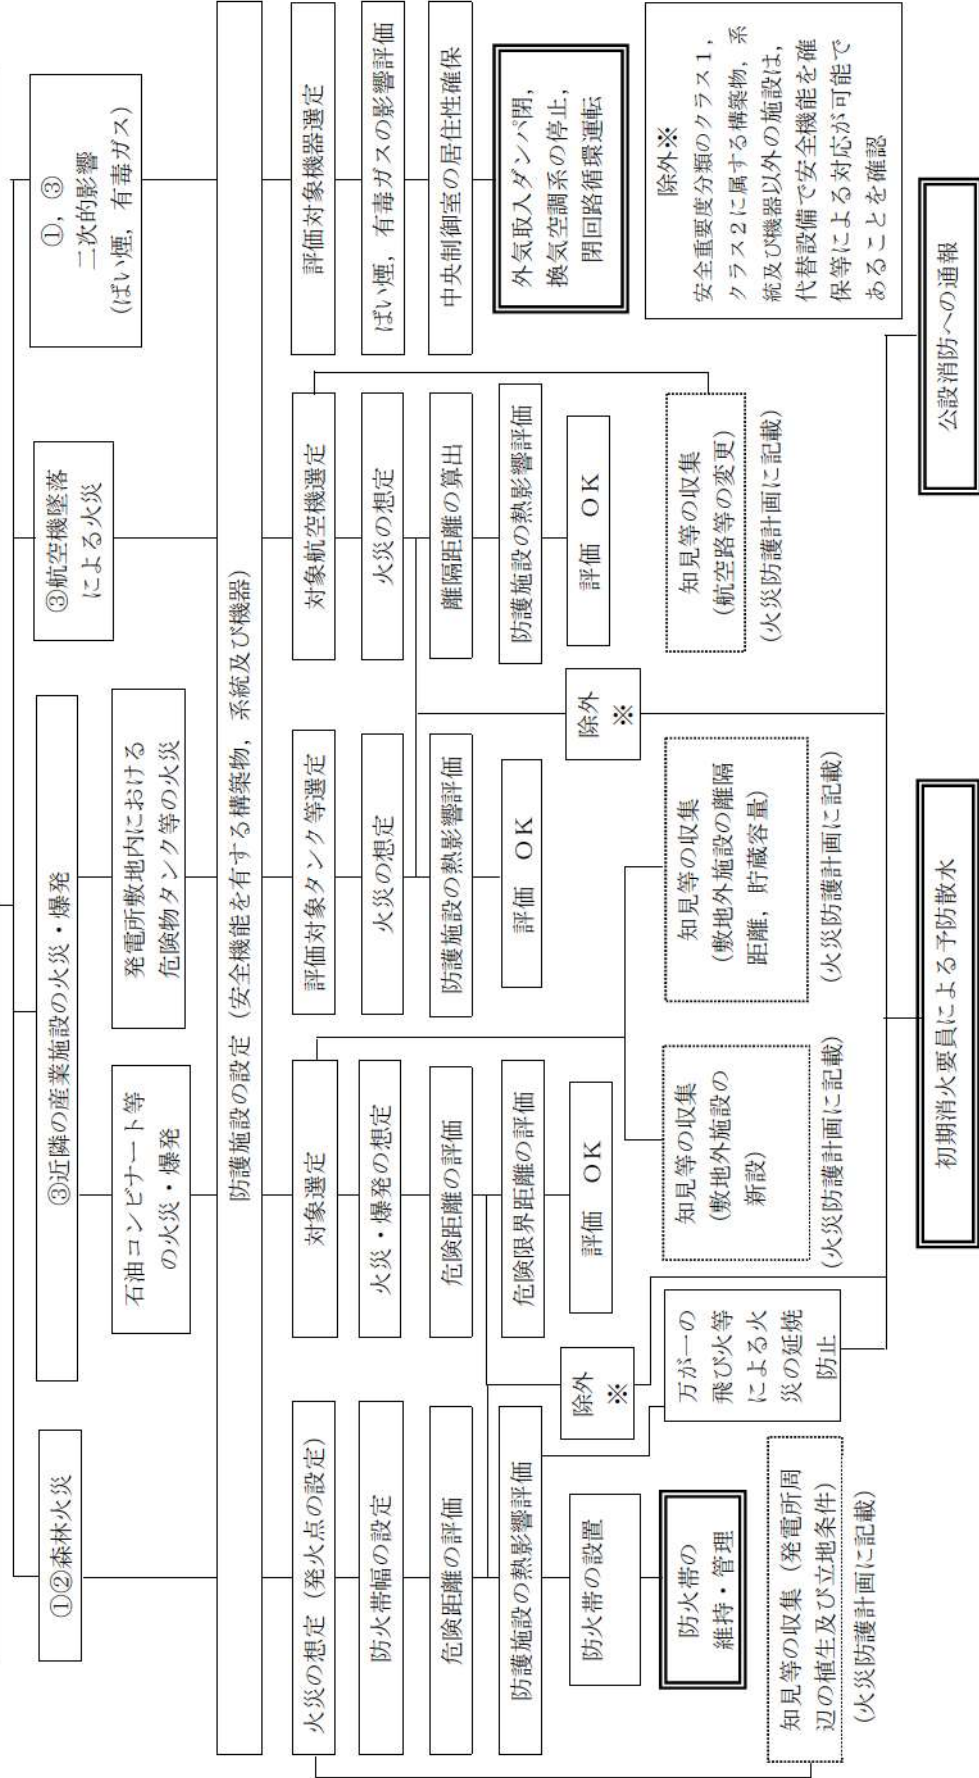 ①②森林火災
③近隣の産業施設の火災・爆発
③航空機墜落
による火災
①，③
二次的影響
(ばい煙，有毒ガス)
石油コンビナート等
の火災・爆発
発電所敷地内における
危険物タンク等の火災
防護施設の設定（安全機能を有する構築物，系統及び機器）
火災の想定（発火点の設定）
防火帯幅の設定
危険距離の評価
防護施設の熱影響評価
防火帯の設置
防火帯の
維持・管理
知見等の収集（発電所周
辺の植生及び立地条件）
(火災防護計画に記載)
対象選定
火災・爆発の想定
危険距離の評価
危険限界距離の評価
評価 OK
除外
※
万が一の
飛び火等
による火
災の延焼
防止
知見等の収集
(敷地外施設の
新設)
(火災防護計画に記載)
評価対象タンク等選定
火災の想定
防護施設の熱影響評価
評価 OK
知見等の収集
(敷地外施設の離隔
距離，貯蔵容量)
(火災防護計画に記載)
対象航空機選定
火災の想定
離隔距離の算出
防護施設の熱影響評価
評価 OK
除外
※
知見等の収集
(航空路等の変更)
(火災防護計画に記載)
評価対象機器選定
ばい煙，有毒ガスの影響評価
中央制御室の居住性確保
外気取入ダンパ閉，
換気空調系の停止，
閉回路循環運転
除外※
安全重要度分類のクラス１，
クラス２に属する構築物，系
統及び機器以外の施設は，
代替設備で安全機能を確
保等による対応が可能で
あることを確認
初期消火要員による予防散水
公設消防への通報